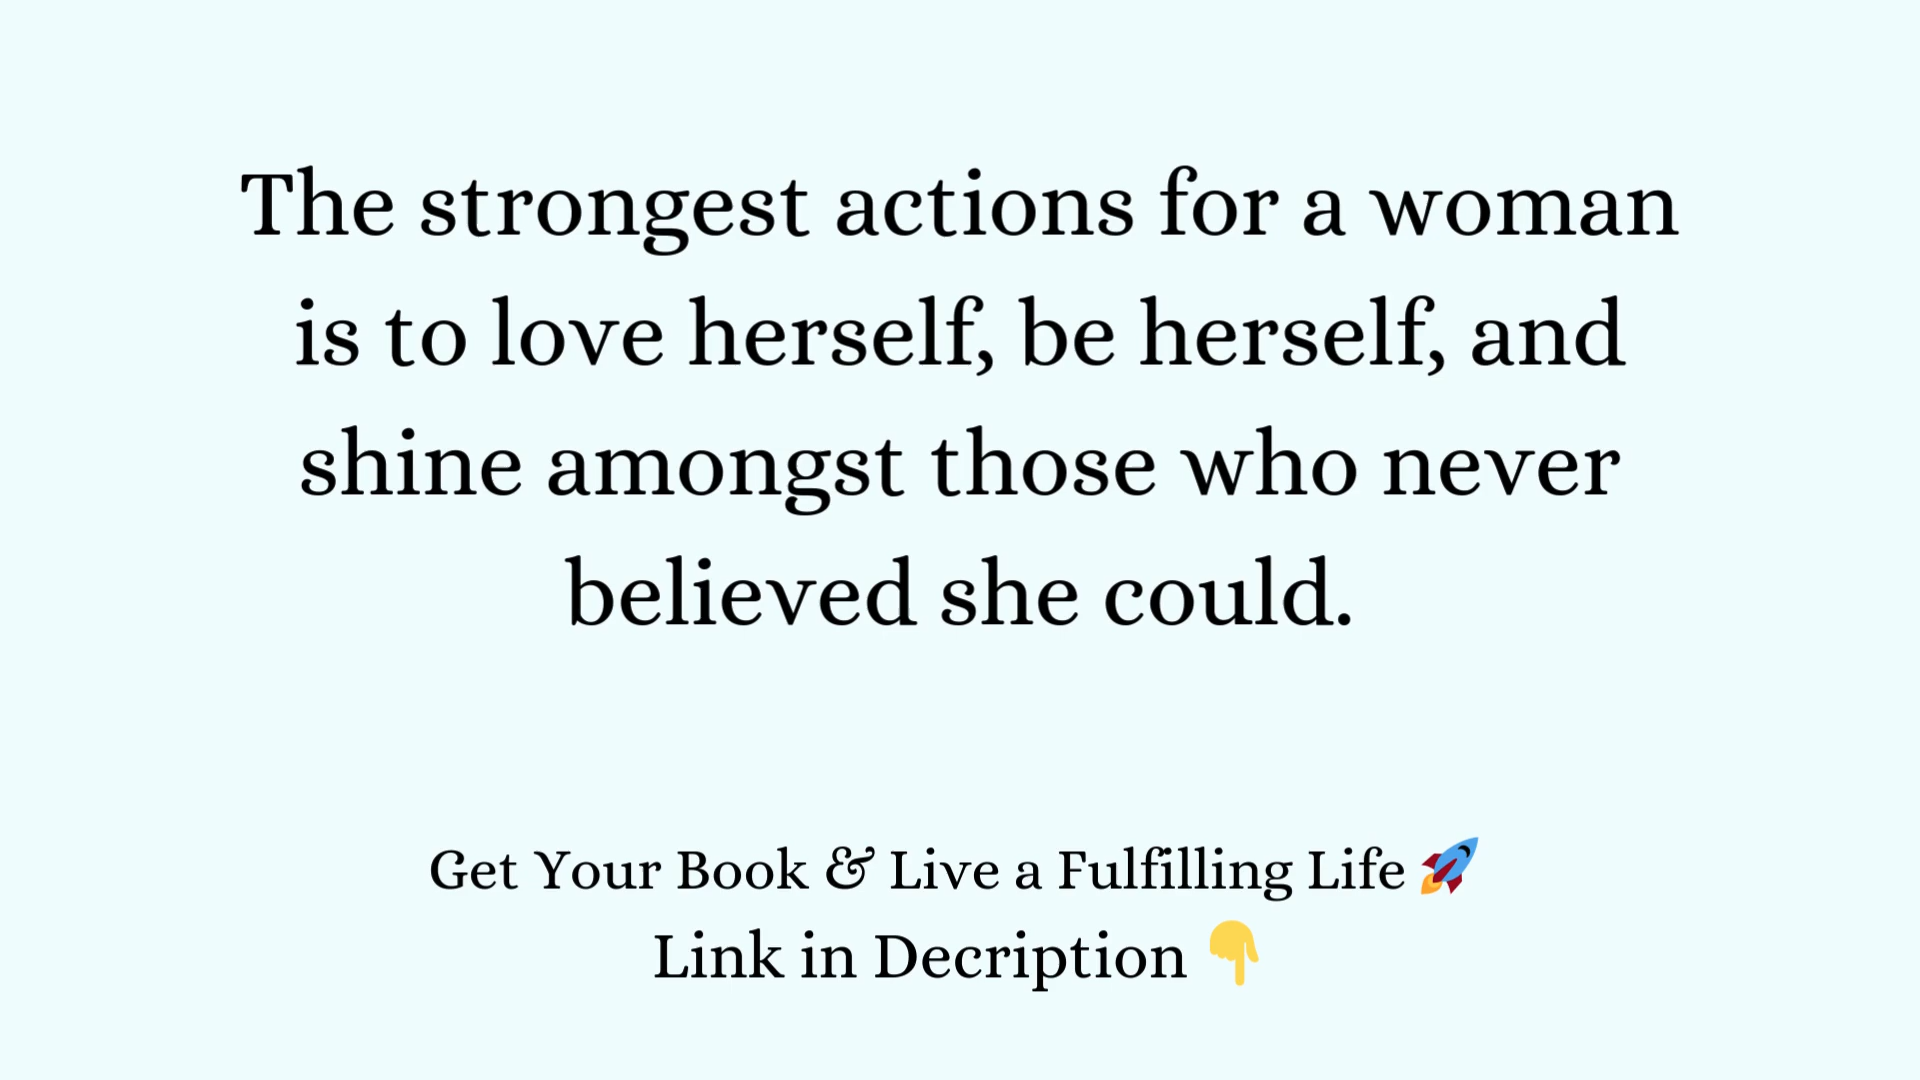 The strongest actions for a woman
is to love herself, be herself, and
shine amongst those who never
believed she could.
Get Your Book & Live a Fulfilling Life 🚀
Link in Decription 👇